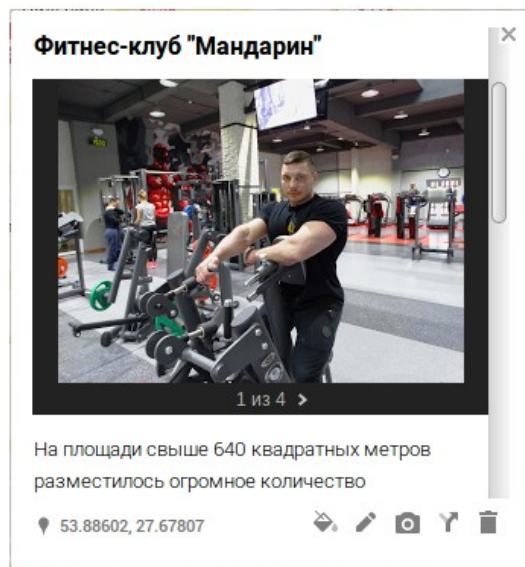 Фитнес-клуб "Мандарин"
1 из 4
На площади свыше 640 квадратных метров
разместилось огромное количество
53.88602, 27.67807